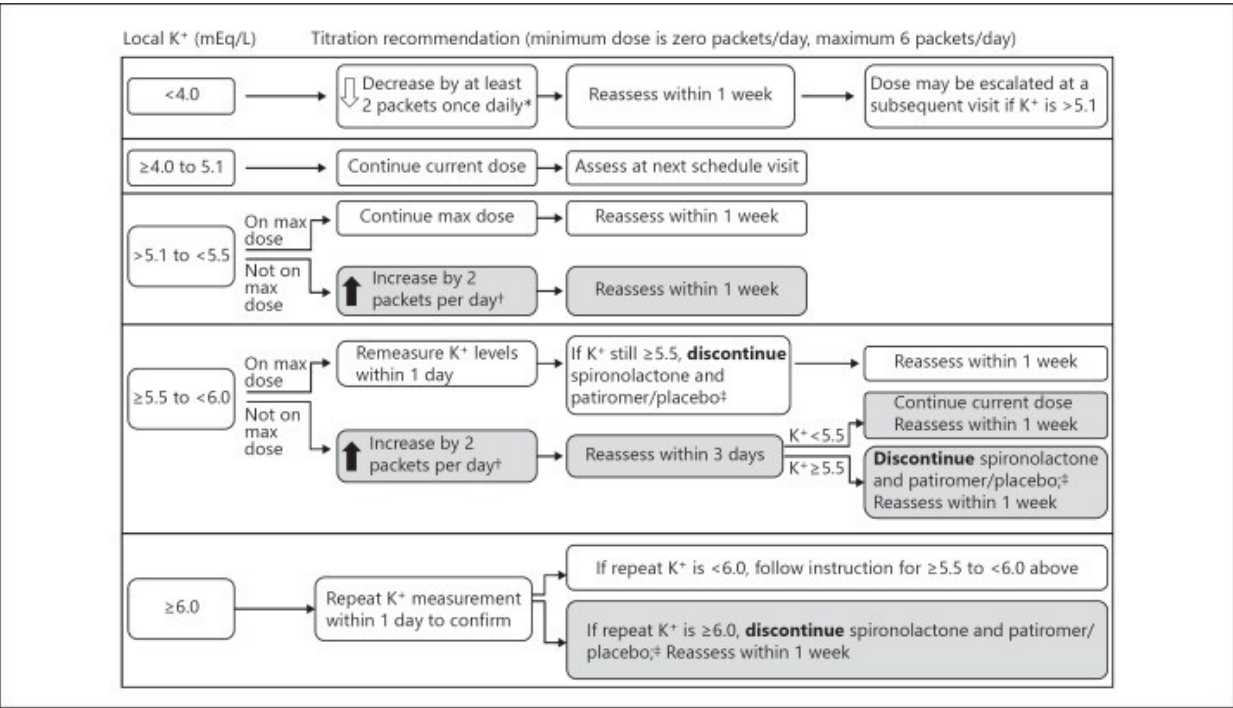 Local K⁺ (mEq/L)
Titration recommendation (minimum dose is zero packets/day, maximum 6 packets/day)
<4.0
Decrease by at least
2 packets once daily*
Reassess within 1 week
Dose may be escalated at a
subsequent visit if K⁺ is >5.1
≥4.0 to 5.1
Continue current dose
Assess at next schedule visit
>5.1 to <5.5
On max
dose
Continue max dose
Reassess within 1 week
Not on
max
dose
Increase by 2
packets per day†
Reassess within 1 week
≥5.5 to <6.0
On max
dose
Remeasure K⁺ levels
within 1 day
If K⁺ still ≥5.5, discontinue
spironolactone and
patiromer/placebo‡
Reassess within 1 week
Not on
max
dose
Increase by 2
packets per day†
Reassess within 3 days
K⁺<5.5
Continue current dose
Reassess within 1 week
K⁺≥5.5
Discontinue spironolactone
and patiromer/placebo;‡
Reassess within 1 week
≥6.0
Repeat K⁺ measurement
within 1 day to confirm
If repeat K⁺ is <6.0, follow instruction for ≥5.5 to <6.0 above
If repeat K⁺ is ≥6.0, discontinue spironolactone and patiromer/
placebo;‡ Reassess within 1 week